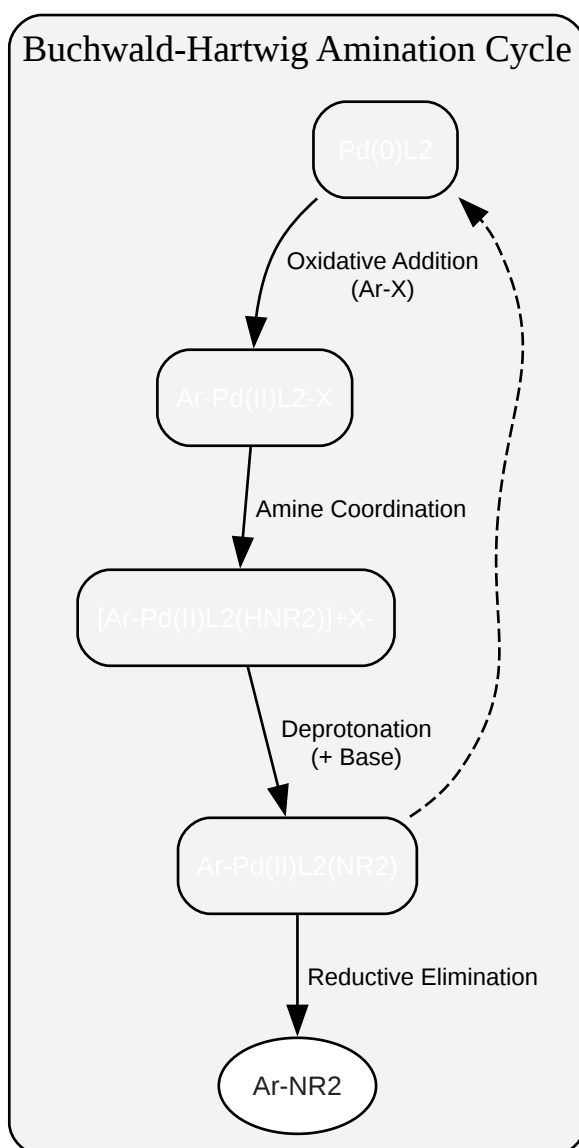 Buchwald-Hartwig Amination Cycle
Pd(0)L2
Oxidative Addition
(Ar-X)
Ar-Pd(II)L2-X
Amine Coordination
[Ar-Pd(II)L2(HNR2)]+X-
Deprotonation
(+ Base)
Ar-Pd(II)L2(NR2)
Reductive Elimination
Ar-NR2